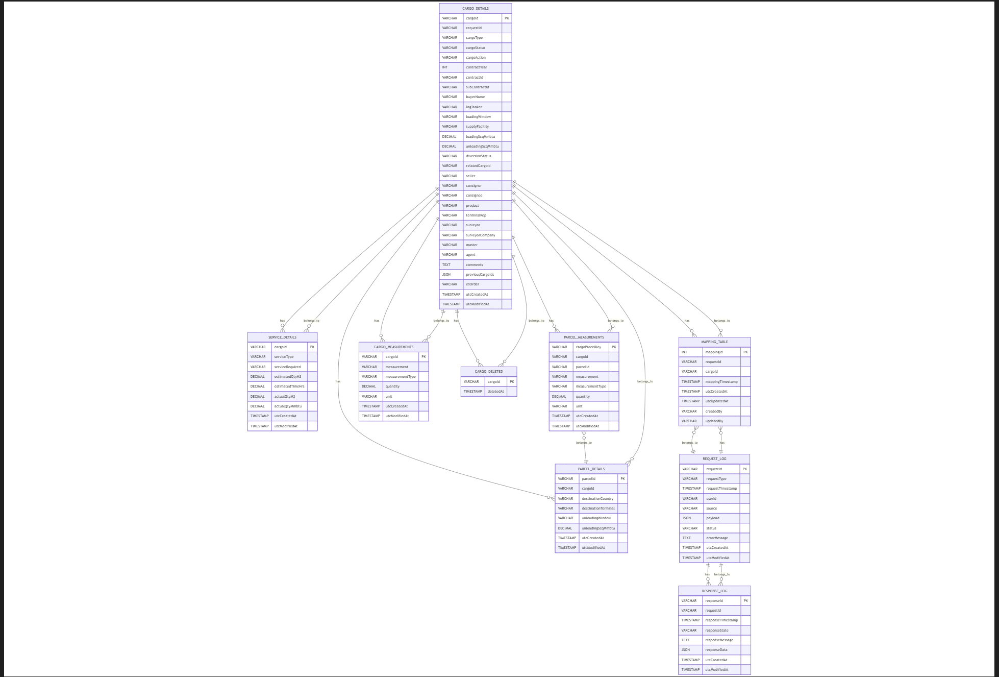 CARGO_DETAILS
VARCHAR cargoId PK
VARCHAR requestId
VARCHAR cargoType
VARCHAR cargoStatus
VARCHAR cargoAction
INT contractYear
VARCHAR contractId
VARCHAR subContractId
VARCHAR buyerName
VARCHAR lngTanker
VARCHAR loadingWindow
VARCHAR supplyFacility
DECIMAL loadingScqMmbtu
DECIMAL unloadingScqMmbtu
VARCHAR diversionStatus
VARCHAR relatedCargoId
VARCHAR seller
VARCHAR consignor
VARCHAR consignee
VARCHAR product
VARCHAR terminalRep
VARCHAR surveyor
VARCHAR surveyorCompany
VARCHAR master
VARCHAR agent
TEXT comments
JSON previousCargoIds
VARCHAR esOrder
TIMESTAMP utcCreatedAt
TIMESTAMP utcModifiedAt
has belongs_to has belongs_to has belongs_to has belongs_to has belongs_to
SERVICE_DETAILS
VARCHAR cargoId PK
VARCHAR serviceType
VARCHAR serviceRequired
DECIMAL estimatedQtyM3
DECIMAL estimatedTimeHrs
DECIMAL actualQtyM3
DECIMAL actualQtyMmbtu
TIMESTAMP utcCreatedAt
TIMESTAMP utcModifiedAt
has
CARGO_MEASUREMENTS
VARCHAR cargoId PK
VARCHAR measurement
VARCHAR measurementType
DECIMAL quantity
VARCHAR unit
TIMESTAMP utcCreatedAt
TIMESTAMP utcModifiedAt
CARGO_DELETED
VARCHAR cargoId PK
TIMESTAMP deletedAt
PARCEL_MEASUREMENTS
VARCHAR cargoParcelKey PK
VARCHAR cargoId
VARCHAR parcelId
VARCHAR measurement
VARCHAR measurementType
DECIMAL quantity
VARCHAR unit
TIMESTAMP utcCreatedAt
TIMESTAMP utcModifiedAt
belongs_to
belongs_to
PARCEL_DETAILS
VARCHAR parcelId PK
VARCHAR cargoId
VARCHAR destinationCountry
VARCHAR destinationTerminal
VARCHAR unloadingWindow
DECIMAL unloadingScqMmbtu
TIMESTAMP utcCreatedAt
TIMESTAMP utcModifiedAt
MAPPING_TABLE
INT mappingId PK
VARCHAR requestId
VARCHAR cargoId
TIMESTAMP mappingTimestamp
TIMESTAMP utcCreatedAt
TIMESTAMP utcUpdatedAt
VARCHAR createdBy
VARCHAR updatedBy
belongs_to has
REQUEST_LOG
VARCHAR requestId PK
VARCHAR requestType
TIMESTAMP requestTimestamp
VARCHAR userId
VARCHAR source
JSON payload
VARCHAR status
TEXT errorMessage
TIMESTAMP utcCreatedAt
TIMESTAMP utcModifiedAt
has belongs_to
RESPONSE_LOG
VARCHAR responseId PK
VARCHAR requestId
TIMESTAMP responseTimestamp
VARCHAR responseState
TEXT responseMessage
JSON responseData
TIMESTAMP utcCreatedAt
TIMESTAMP utcModifiedAt